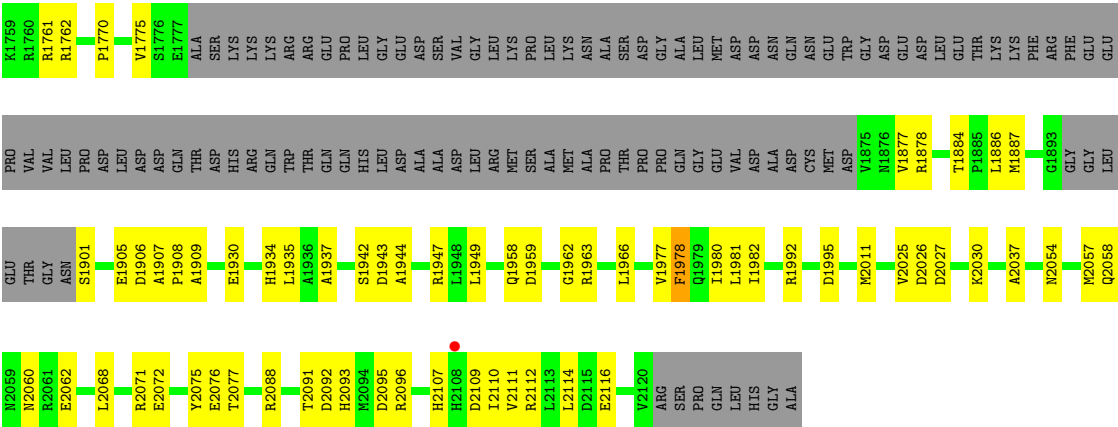 K1759 R1760 R1761 R1762 P1770 V1775 S1776 E1777 ALA SER LYS LYS LYS ARG ARG GLU PRO LEU GLY GLU ASP SER VAL GLY LEU LYS PRO LEU LYS ASN ALA SER ASP GLY ALA LEU MET ASP ASP ASN GLN ASN GLU TRP GLY ASP GLU ASP LEU GLU THR LYS LYS PHE ARG PHE GLU GLU
PRO VAL VAL LEU PRO ASP LEU ASP ASP GLN THR ASP HIS ARG GLN TRP THR GLN GLN HIS LEU ASP ALA ALA ASP LEU ARG MET SER ALA MET ALA PRO THR PRO PRO GLN GLY GLU VAL ASP ALA ASP CYS MET ASP V1875 N1876 V1877 R1878 T1884 P1885 L1886 M1887 G1893 GLY GLY LEU
GLU THR GLY ASN S1901 E1905 D1906 A1907 P1908 A1909 E1930 H1934 L1935 A1936 A1937 S1942 D1943 A1944 R1947 L1948 L1949 Q1958 D1959 G1962 R1963 L1966 V1977 F1978 Q1979 I1980 L1981 I1982 R1992 D1995 M2011 V2025 D2026 D2027 K2030 A2037 N2054 M2057 Q2058
N2059 N2060 R2061 E2062 L2068 R2071 E2072 Y2075 E2076 T2077 R2088 T2091 D2092 H2093 M2094 D2095 R2096 H2107 H2108 D2109 I2110 V2111 R2112 L2113 L2114 D2115 E2116 V2120 ARG SER PRO GLN LEU HIS GLY ALA